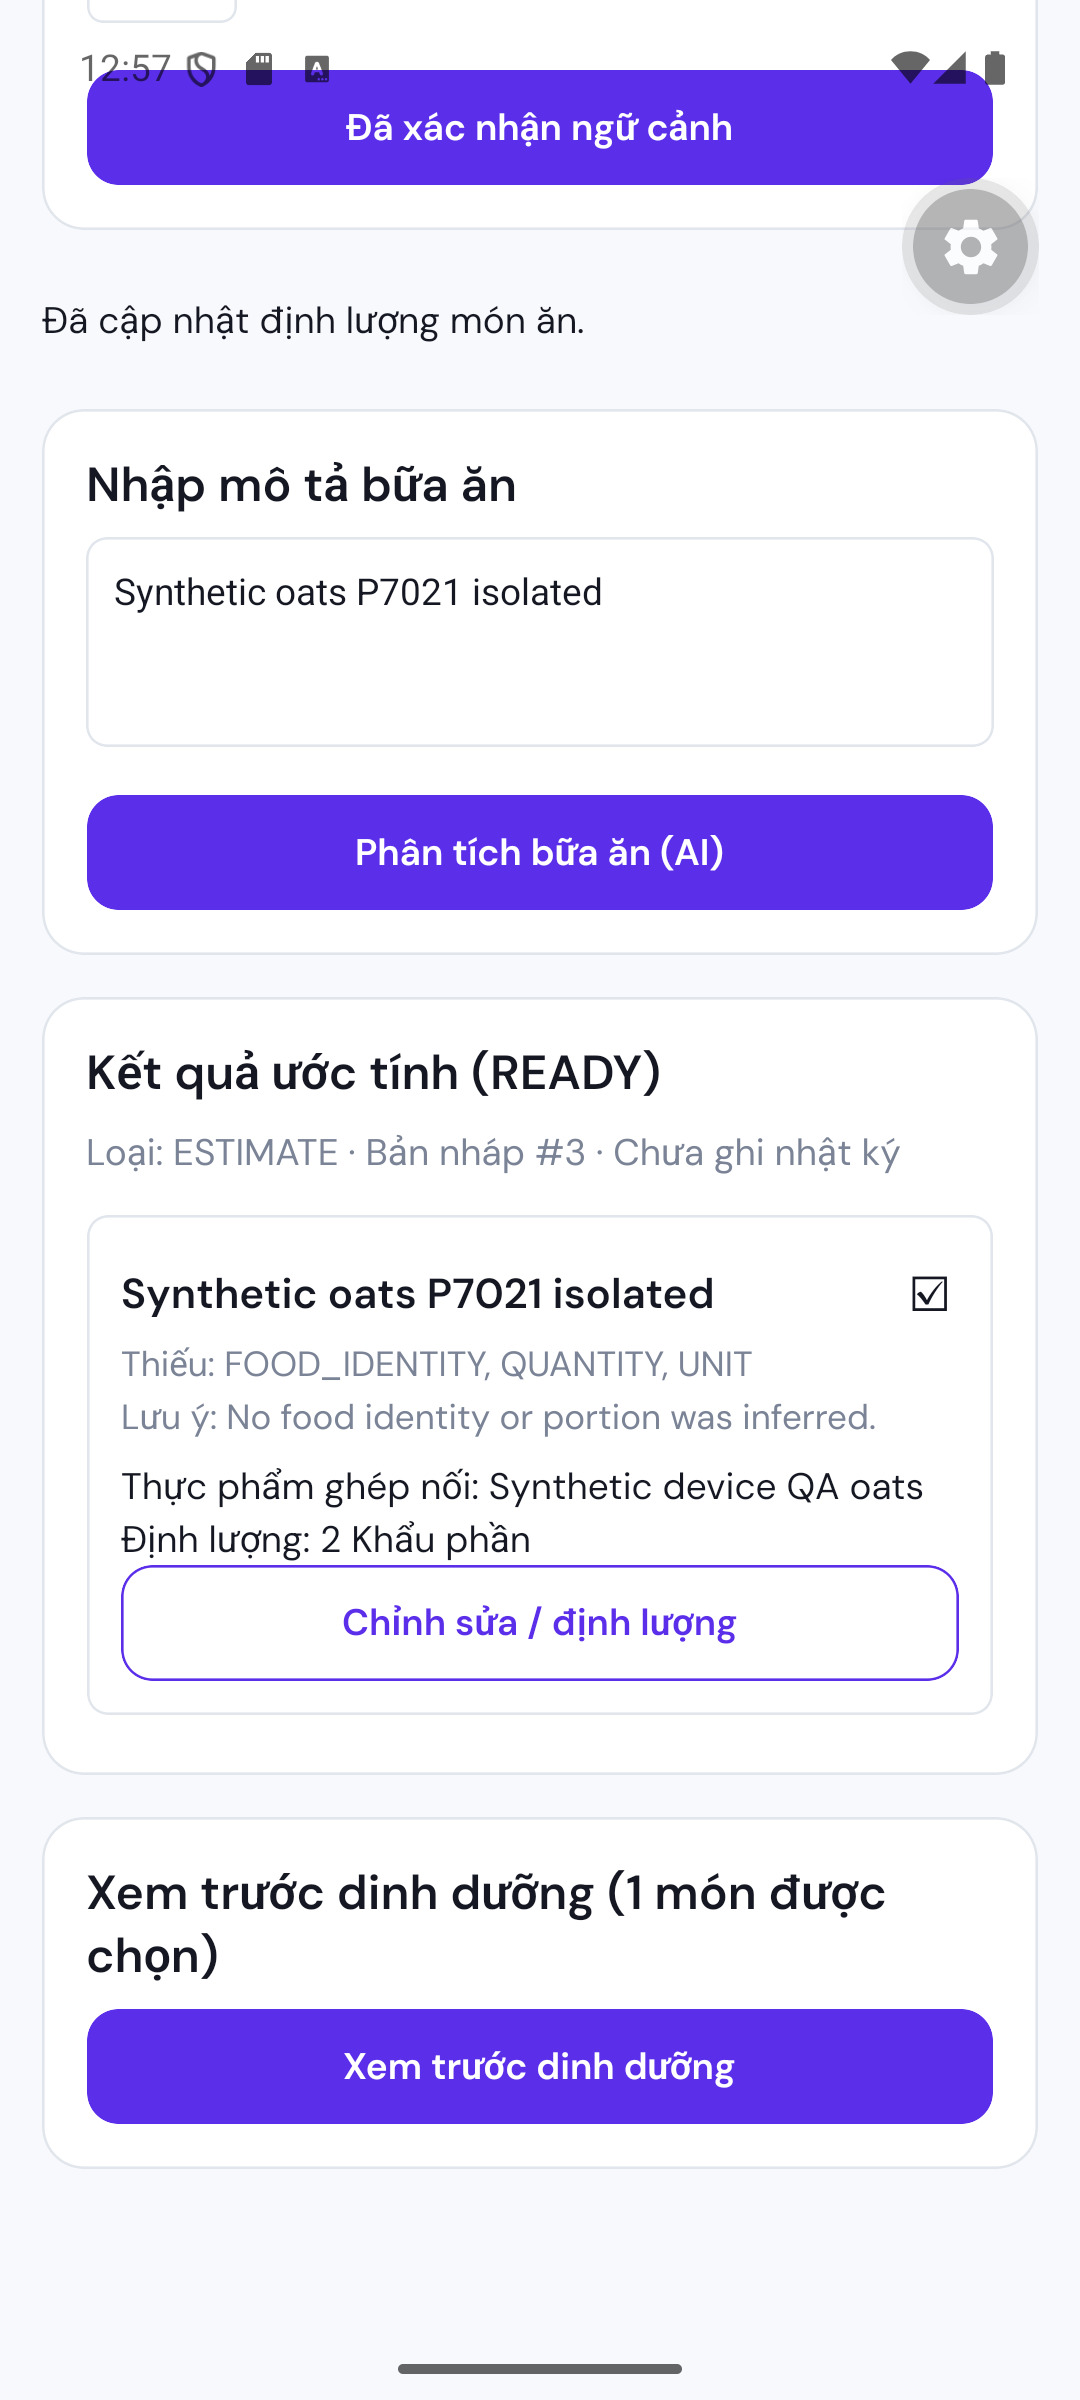 12:57
Đã xác nhận ngữ cảnh
Đã cập nhật định lượng món ăn.
Nhập mô tả bữa ăn
Synthetic oats P7021 isolated
Phân tích bữa ăn (AI)
Kết quả ước tính (READY)
Loại: ESTIMATE · Bản nháp #3 · Chưa ghi nhật ký
Synthetic oats P7021 isolated
Thiếu: FOOD_IDENTITY, QUANTITY, UNIT
Lưu ý: No food identity or portion was inferred.
Thực phẩm ghép nối: Synthetic device QA oats
Định lượng: 2 Khẩu phần
Chỉnh sửa / định lượng
Xem trước dinh dưỡng (1 món được
chọn)
Xem trước dinh dưỡng